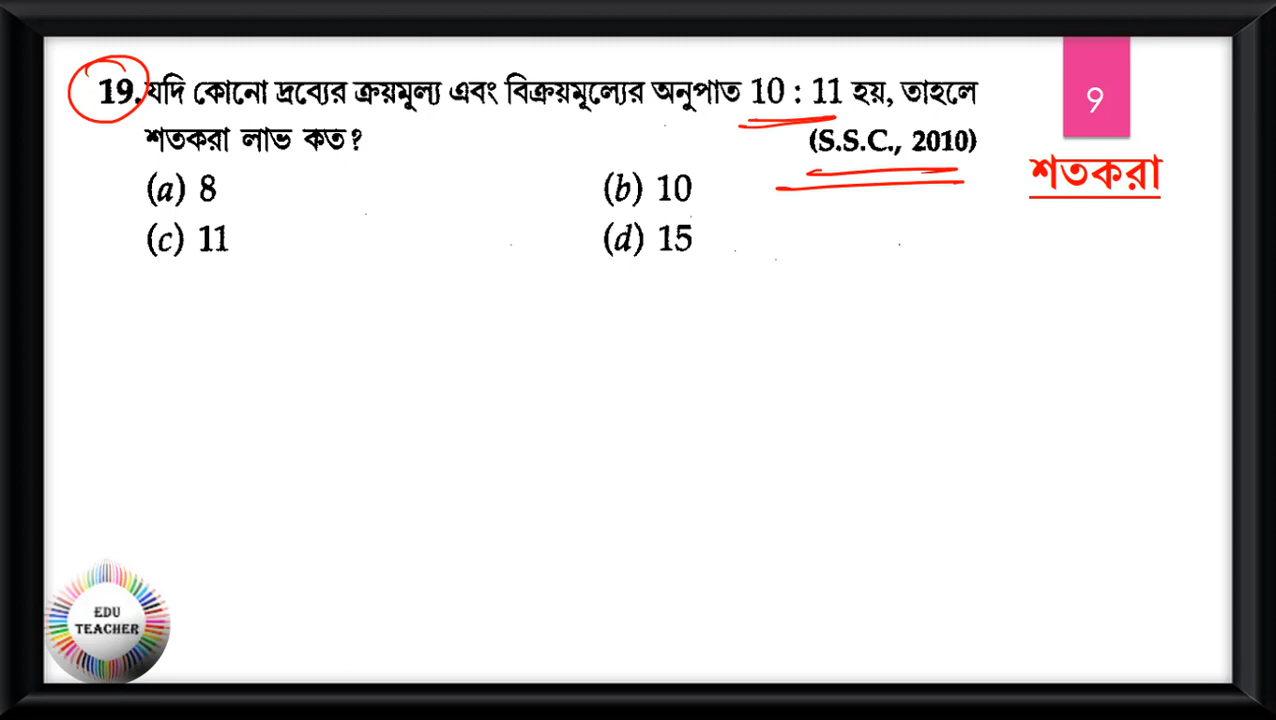 19. যদি কোনো দ্রব্যের ক্রয়মূল্য এবং বিক্রয়মূল্যের অনুপাত 10 : 11 হয়, তাহলে
শতকরা লাভ কত? (S.S.C., 2010)
(a) 8 (b) 10
(c) 11 (d) 15
9
শতকরা
EDU
TEACHER